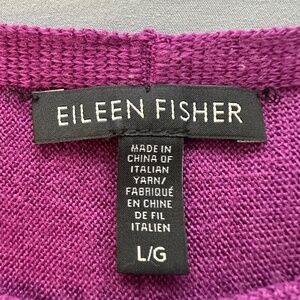 EILEEN FISHER
MADE IN
CHINA OF
ITALIAN
YARN/
FABRIQUÉ
EN CHINE
DE FIL
ITALIEN
L/G